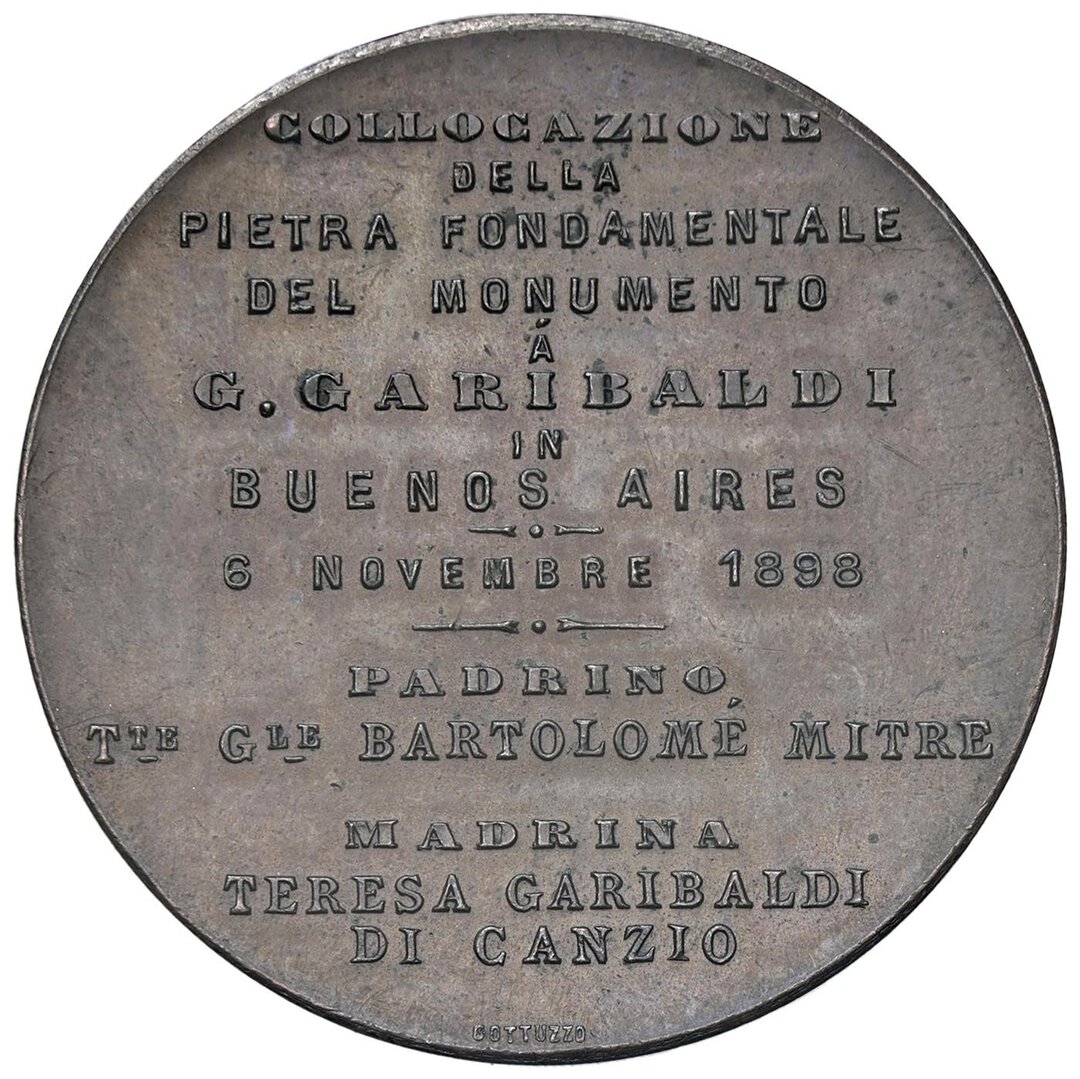 COLLOCAZIONE
DELLA
PIETRA FONDAMENTALE
DEL MONUMENTO
Á
G. GARIBALDI
IN
BUENOS AIRES
6 NOVEMBRE 1898
PADRINO
TTE GLE BARTOLOMÉ MITRE
MADRINA
TERESA GARIBALDI
DI CANZIO
GOTTUZZO